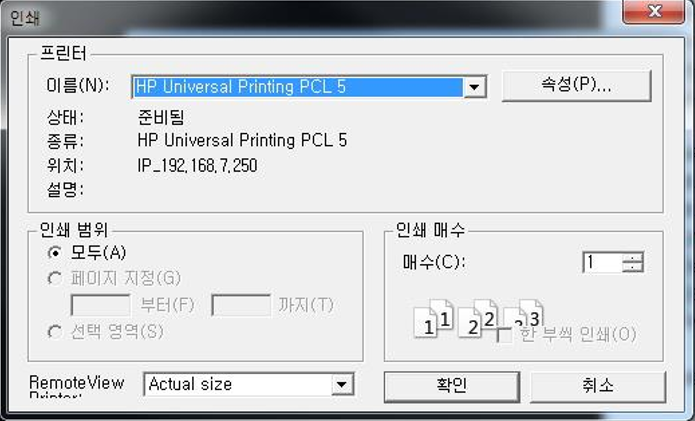 인쇄
프린터
이름(N): HP Universal Printing PCL 5 속성(P)...
상태: 준비됨
종류: HP Universal Printing PCL 5
위치: IP_192.168.7.250
설명:
인쇄 범위
모두(A)
페이지 지정(G)
부터(F) 까지(T)
선택 영역(S)
인쇄 매수
매수(C): 1
1 1 2 2 3 3
한 부씩 인쇄(O)
RemoteView Actual size
Printer:
확인 취소